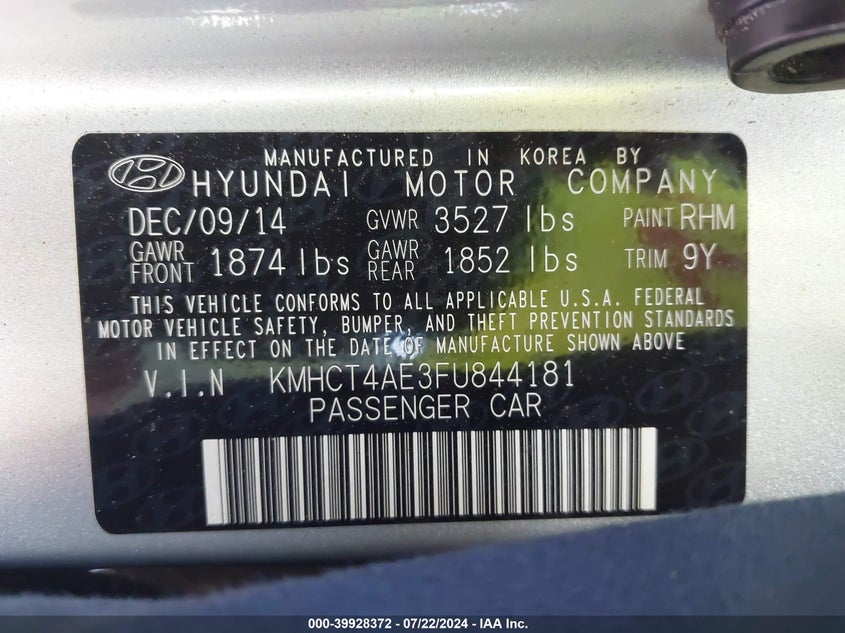 MANUFACTURED IN KOREA BY
HYUNDAI MOTOR COMPANY
DEC/09/14 GVWR 3527 lbs PAINT RHM
GAWR FRONT 1874 lbs GAWR REAR 1852 lbs TRIM 9Y
THIS VEHICLE CONFORMS TO ALL APPLICABLE U.S.A. FEDERAL
MOTOR VEHICLE SAFETY, BUMPER, AND THEFT PREVENTION STANDARDS
IN EFFECT ON THE DATE OF MANUFACTURE SHOWN ABOVE
V.I.N KMHCT4AE3FU844181
PASSENGER CAR
000-39928372 / 07/22/2024 - IAA Inc.